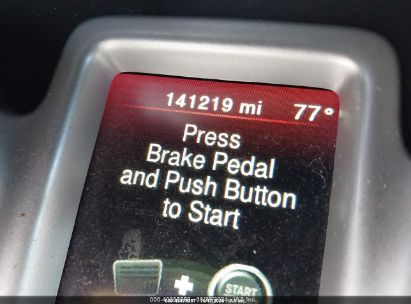 141219 mi 77°
Press
Brake Pedal
and Push Button
to Start
START